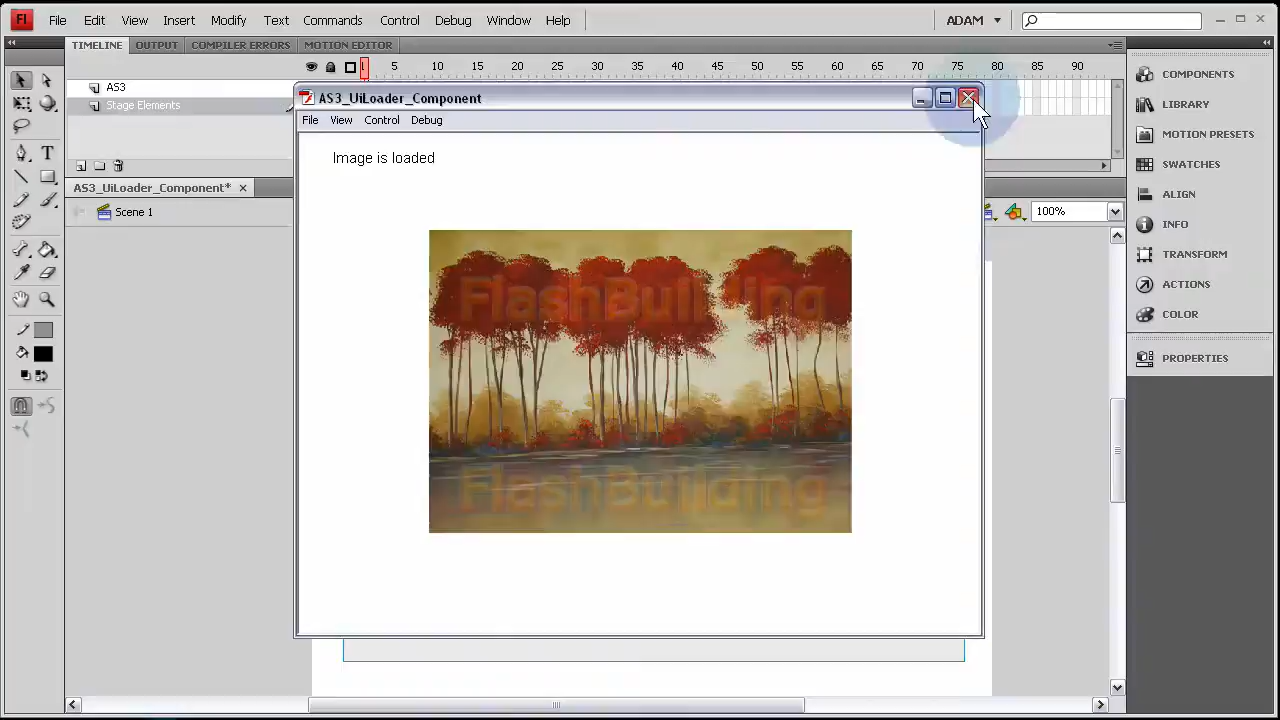 Fl File Edit View Insert Modify Text Commands Control Debug Window Help ADAM
TIMELINE OUTPUT COMPILER ERRORS MOTION EDITOR
1 5 10 15 20 25 30 35 40 45 50 55 60 65 70 75 80 85 90
AS3
Stage Elements
AS3_UiLoader_Component
File View Control Debug
Image is loaded
FlashBuilding
FlashBuilding
AS3_UiLoader_Component*
Scene 1
100%
COMPONENTS
LIBRARY
MOTION PRESETS
SWATCHES
ALIGN
INFO
TRANSFORM
ACTIONS
COLOR
PROPERTIES